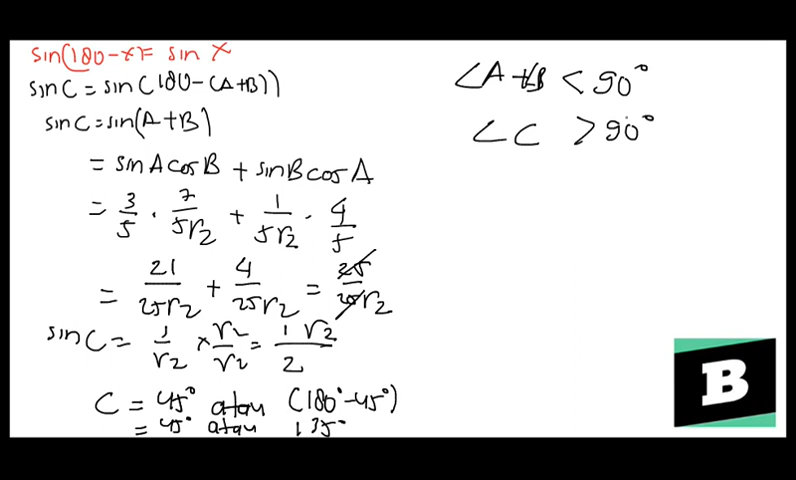 sin(180-x)= sin x
sin C = sin(180-(A+B))
sin C = sin(A+B)
= sin A cos B + sin B cos A
= 3/5 . 7/5√2 + 1/5√2 . 4/5
= 21/25√2 + 4/25√2 = 25/25√2
sin C = 1/√2 × √2/√2 = 1√2/2
C = 45° atau (180°-45°)
= 45° atau 135°
<A+B < 90°
<C > 90°
B